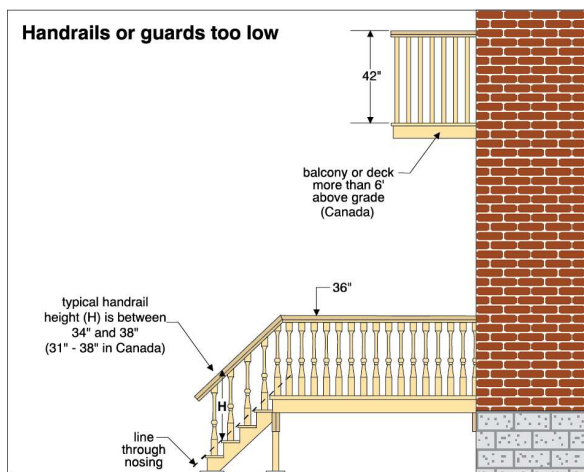 Handrails or guards too low
42"
balcony or deck
more than 6'
above grade
(Canada)
36"
typical handrail
height (H) is between
34" and 38"
(31" - 38" in Canada)
H
line
through
nosing